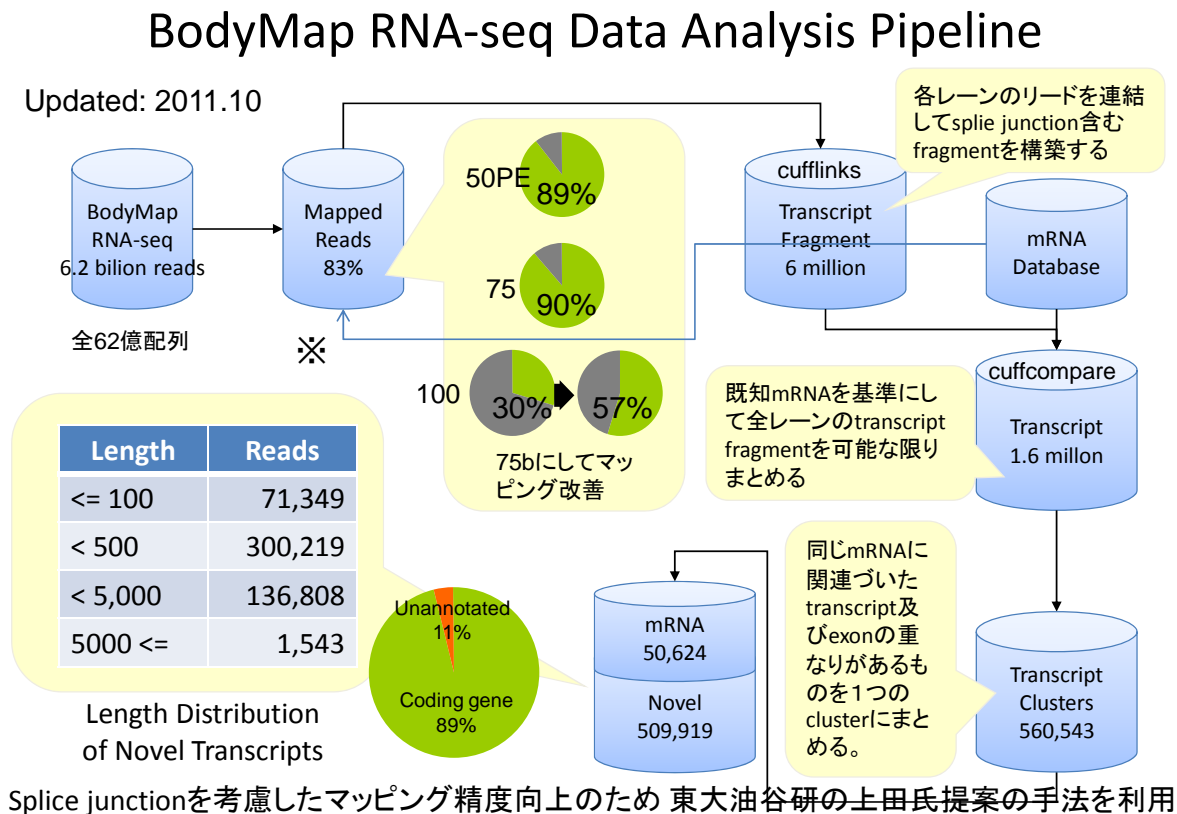 BodyMap RNA-seq Data Analysis Pipeline
Updated: 2011.10
各レーンのリードを連結
してsplie junction含む
fragmentを構築する
BodyMap
RNA-seq
6.2 bilion reads
全62億配列
Mapped
Reads
83%
※
50PE
89%
75
90%
100
30%
57%
75bにしてマッ
ピング改善
cufflinks
Transcript
Fragment
6 million
mRNA
Database
既知mRNAを基準にし
て全レーンのtranscript
fragmentを可能な限り
まとめる
cuffcompare
Transcript
1.6 millon
Length Reads
<= 100 71,349
< 500 300,219
< 5,000 136,808
5000 <= 1,543
Length Distribution
of Novel Transcripts
Unannotated
11%
Coding gene
89%
mRNA
50,624
Novel
509,919
同じmRNAに
関連づいた
transcript及
びexonの重
なりがあるも
のを１つの
clusterにまと
める。
Transcript
Clusters
560,543
Splice junctionを考慮したマッピング精度向上のため 東大油谷研の上田氏提案の手法を利用